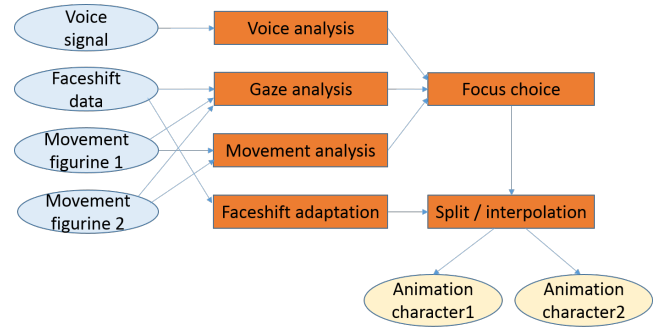 Voice
signal
Voice analysis
Faceshift
data
Gaze analysis
Focus choice
Movement
figurine 1
Movement analysis
Movement
figurine 2
Faceshift adaptation
Split / interpolation
Animation
character1
Animation
character2